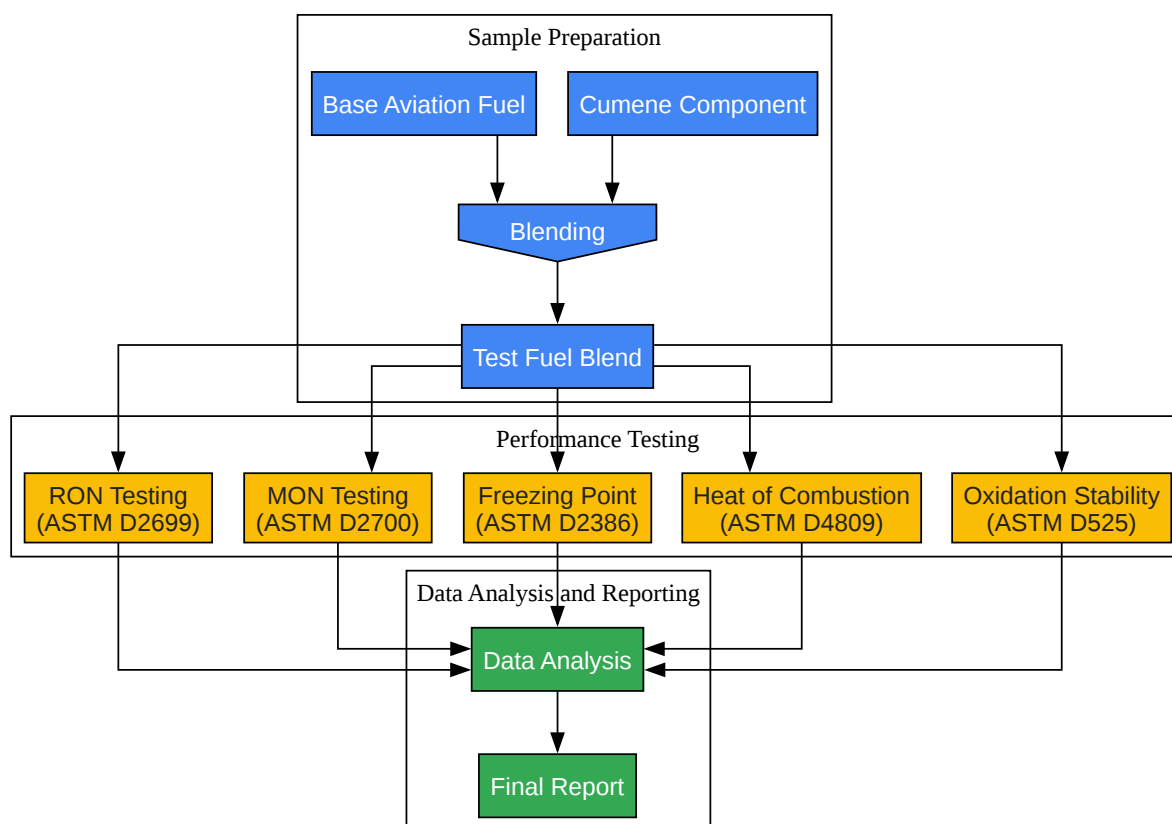 Sample Preparation
Base Aviation Fuel
Cumene Component
Blending
Test Fuel Blend
Performance Testing
RON Testing
(ASTM D2699)
MON Testing
(ASTM D2700)
Freezing Point
(ASTM D2386)
Heat of Combustion
(ASTM D4809)
Oxidation Stability
(ASTM D525)
Data Analysis and Reporting
Data Analysis
Final Report